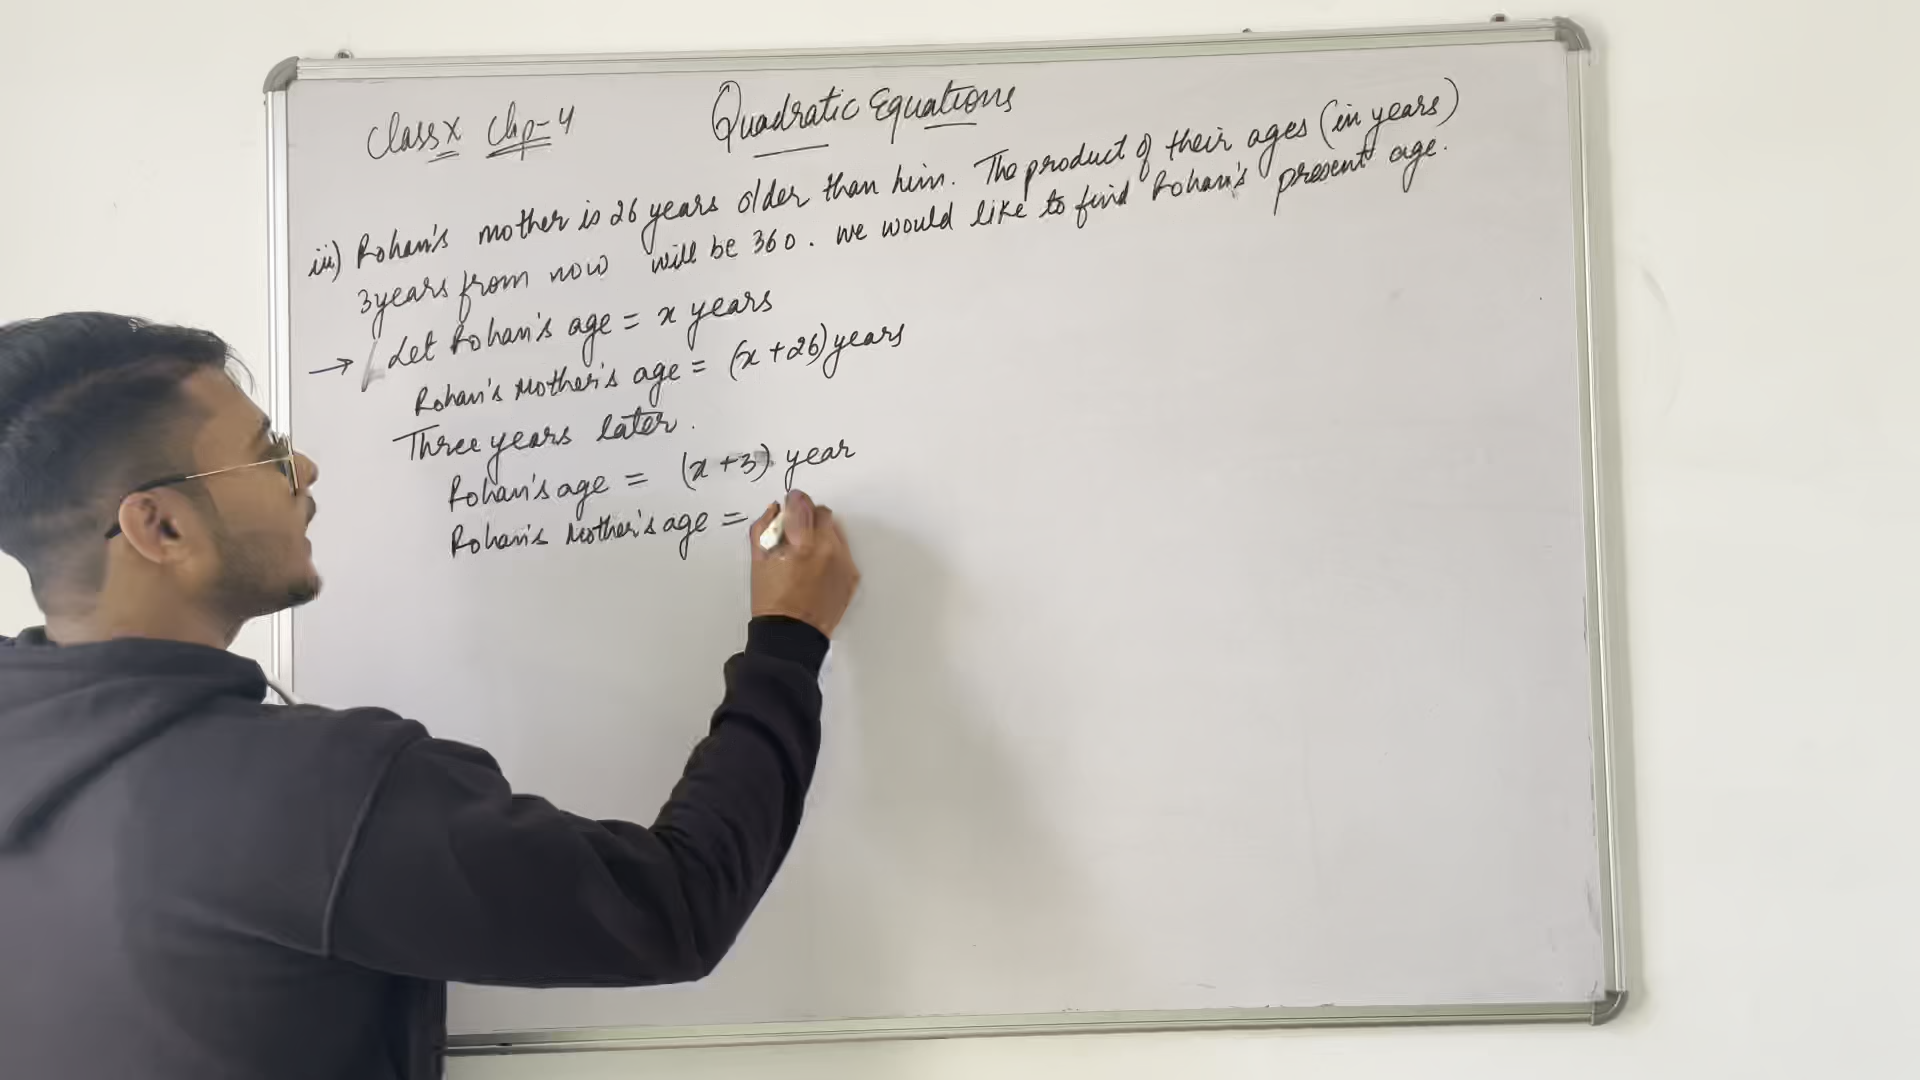 Class X Chp-4
Quadratic Equations
iii) Rohan's mother is 26 years older than him. The product of their ages (in years)
3 years from now will be 360. we would like to find Rohan's present age.
→ Let Rohan's age = x years
Rohan's Mother's age = (x + 26) years
Three years later.
Rohan's age = (x + 3) year
Rohan's Mother's age =